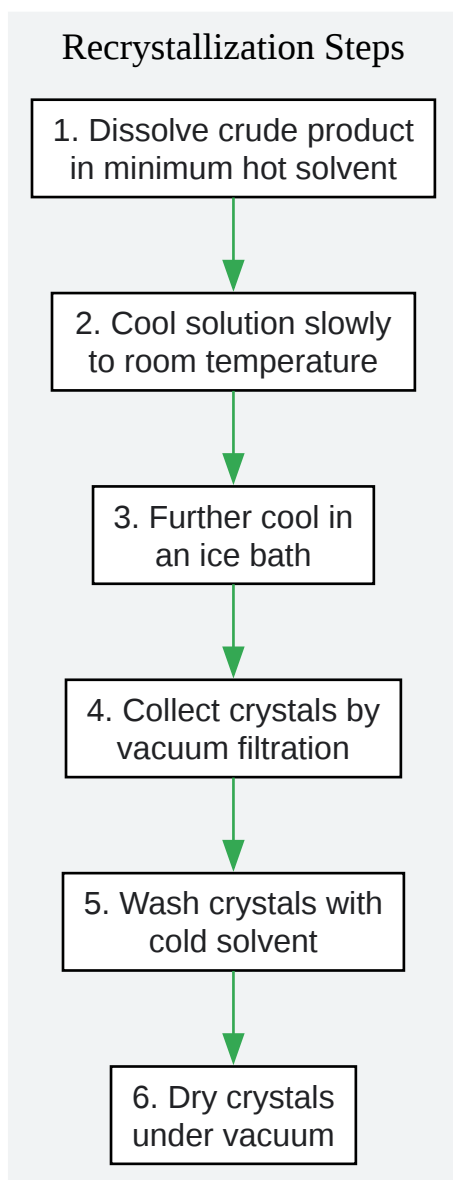 Recrystallization Steps
1. Dissolve crude product
in minimum hot solvent
2. Cool solution slowly
to room temperature
3. Further cool in
an ice bath
4. Collect crystals by
vacuum filtration
5. Wash crystals with
cold solvent
6. Dry crystals
under vacuum